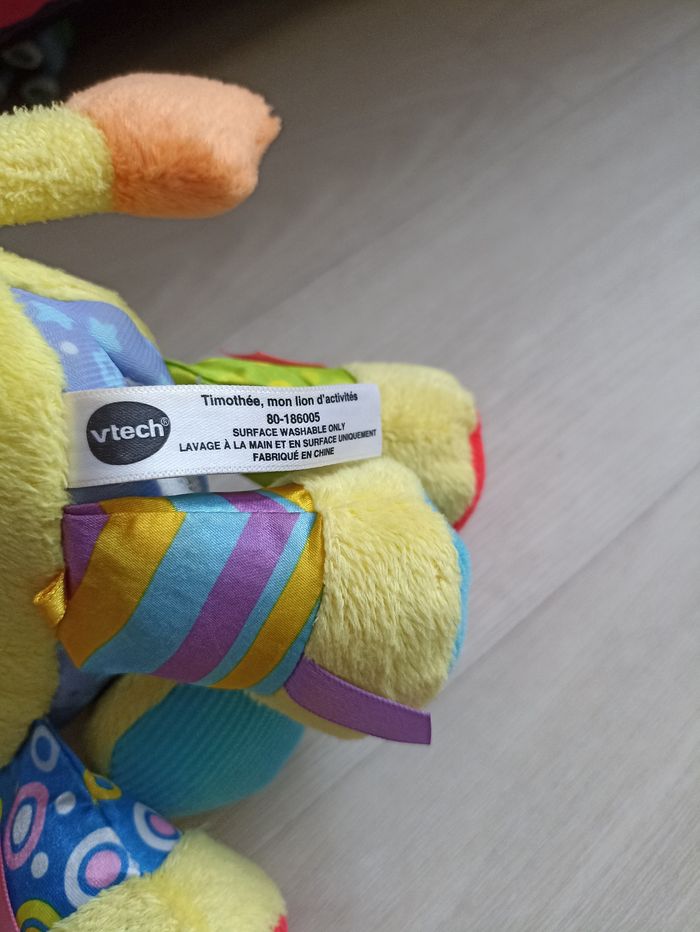 vtech®
Timothée, mon lion d'activités
80-186005
SURFACE WASHABLE ONLY
LAVAGE À LA MAIN ET EN SURFACE UNIQUEMENT
FABRIQUÉ EN CHINE